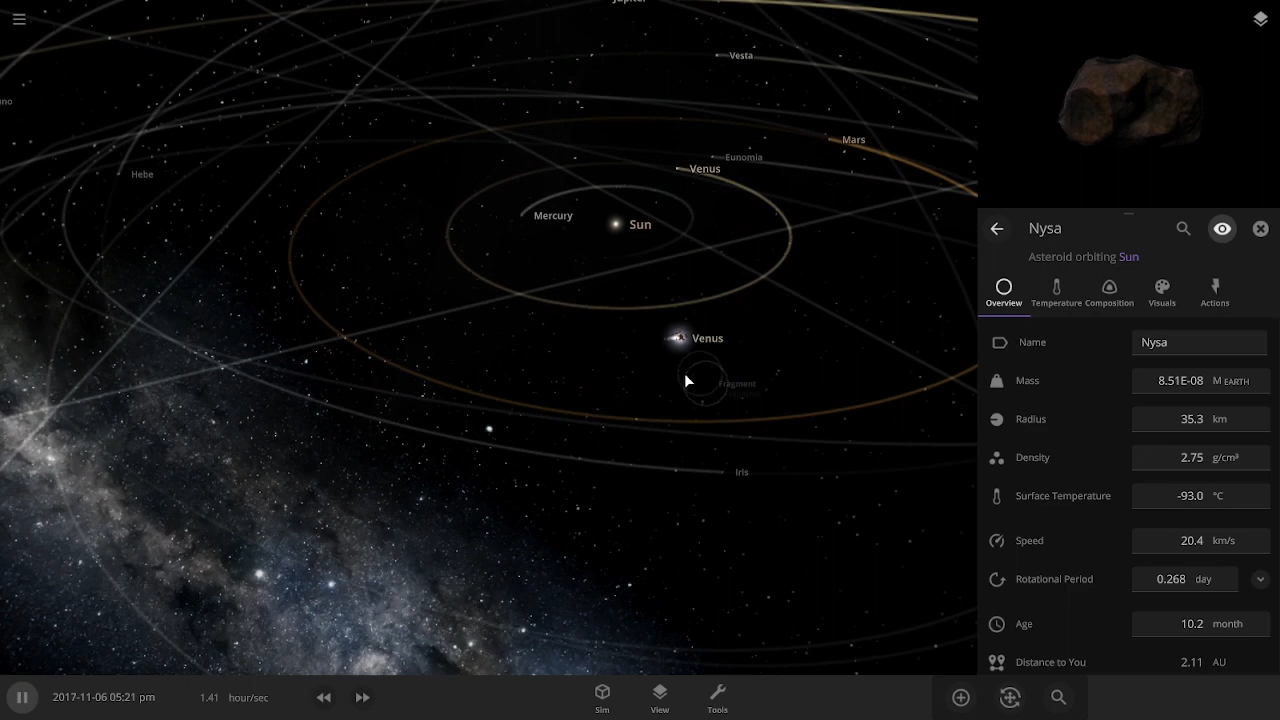 Jupiter
Vesta
uno
Mars
Eunomia
Venus
Hebe
Mercury
Sun
Venus
Fragment
Iris
Nysa
Asteroid orbiting Sun
Overview Temperature Composition Visuals Actions
Name Nysa
Mass 8.51E-08 M EARTH
Radius 35.3 km
Density 2.75 g/cm³
Surface Temperature -93.0 °C
Speed 20.4 km/s
Rotational Period 0.268 day
Age 10.2 month
Distance to You 2.11 AU
2017-11-06 05:21 pm 1.41 hour/sec
Sim View Tools